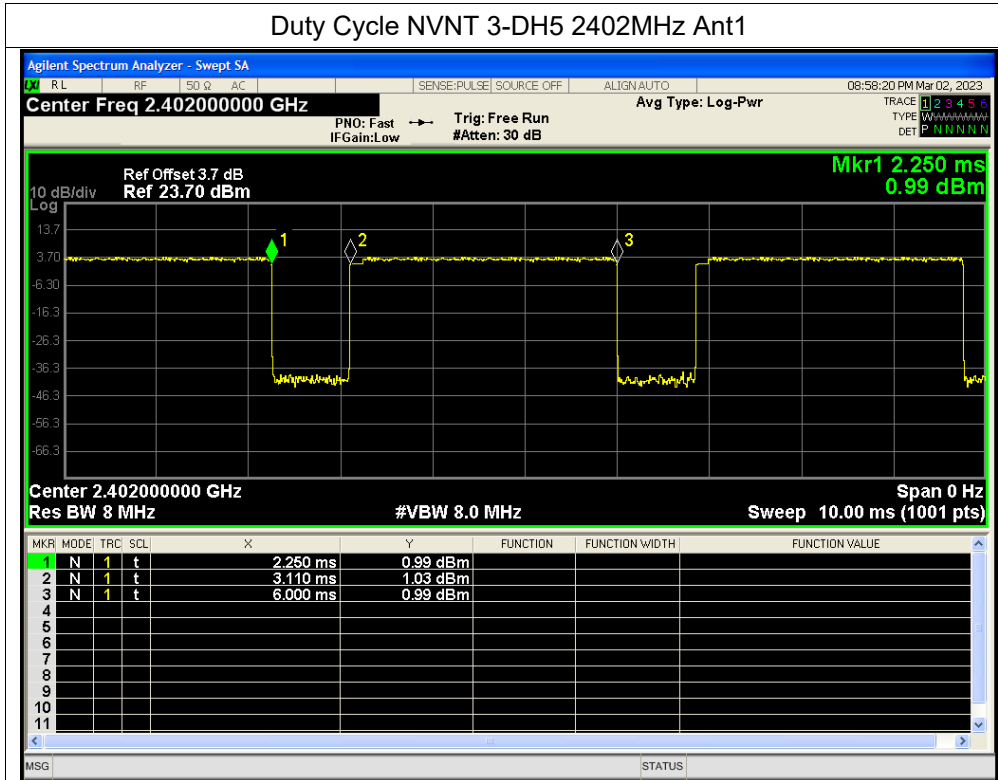 Duty Cycle NVNT 3-DH5 2402MHz Ant1
Agilent Spectrum Analyzer - Swept SA
LXI RL RF 50 Ω AC SENSE:PULSE SOURCE OFF ALIGN AUTO 08:58:20 PM Mar 02, 2023
Center Freq 2.402000000 GHz Avg Type: Log-Pwr TRACE 1 2 3 4 5 6
PNO: Fast Trig: Free Run TYPE W
IFGain:Low #Atten: 30 dB DET P N N N N N
Mkr1 2.250 ms
Ref Offset 3.7 dB
10 dB/div Ref 23.70 dBm 0.99 dBm
Log
13.7
1 2 3
3.70
-6.30
-16.3
-26.3
-36.3
-46.3
-56.3
-66.3
Center 2.402000000 GHz Span 0 Hz
Res BW 8 MHz #VBW 8.0 MHz Sweep 10.00 ms (1001 pts)
MKR MODE TRC SCL X Y FUNCTION FUNCTION WIDTH FUNCTION VALUE
1 N 1 t 2.250 ms 0.99 dBm
2 N 1 t 3.110 ms 1.03 dBm
3 N 1 t 6.000 ms 0.99 dBm
4
5
6
7
8
9
10
11
MSG STATUS